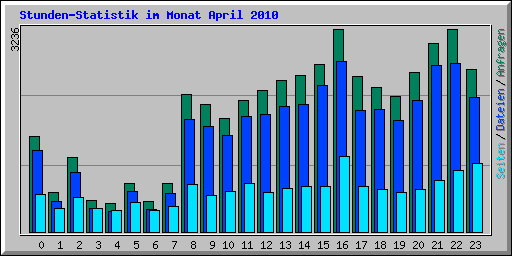 Stunden-Statistik im Monat April 2010
3236
Seiten/Dateien/Anfragen
0 1 2 3 4 5 6 7 8 9 10 11 12 13 14 15 16 17 18 19 20 21 22 23